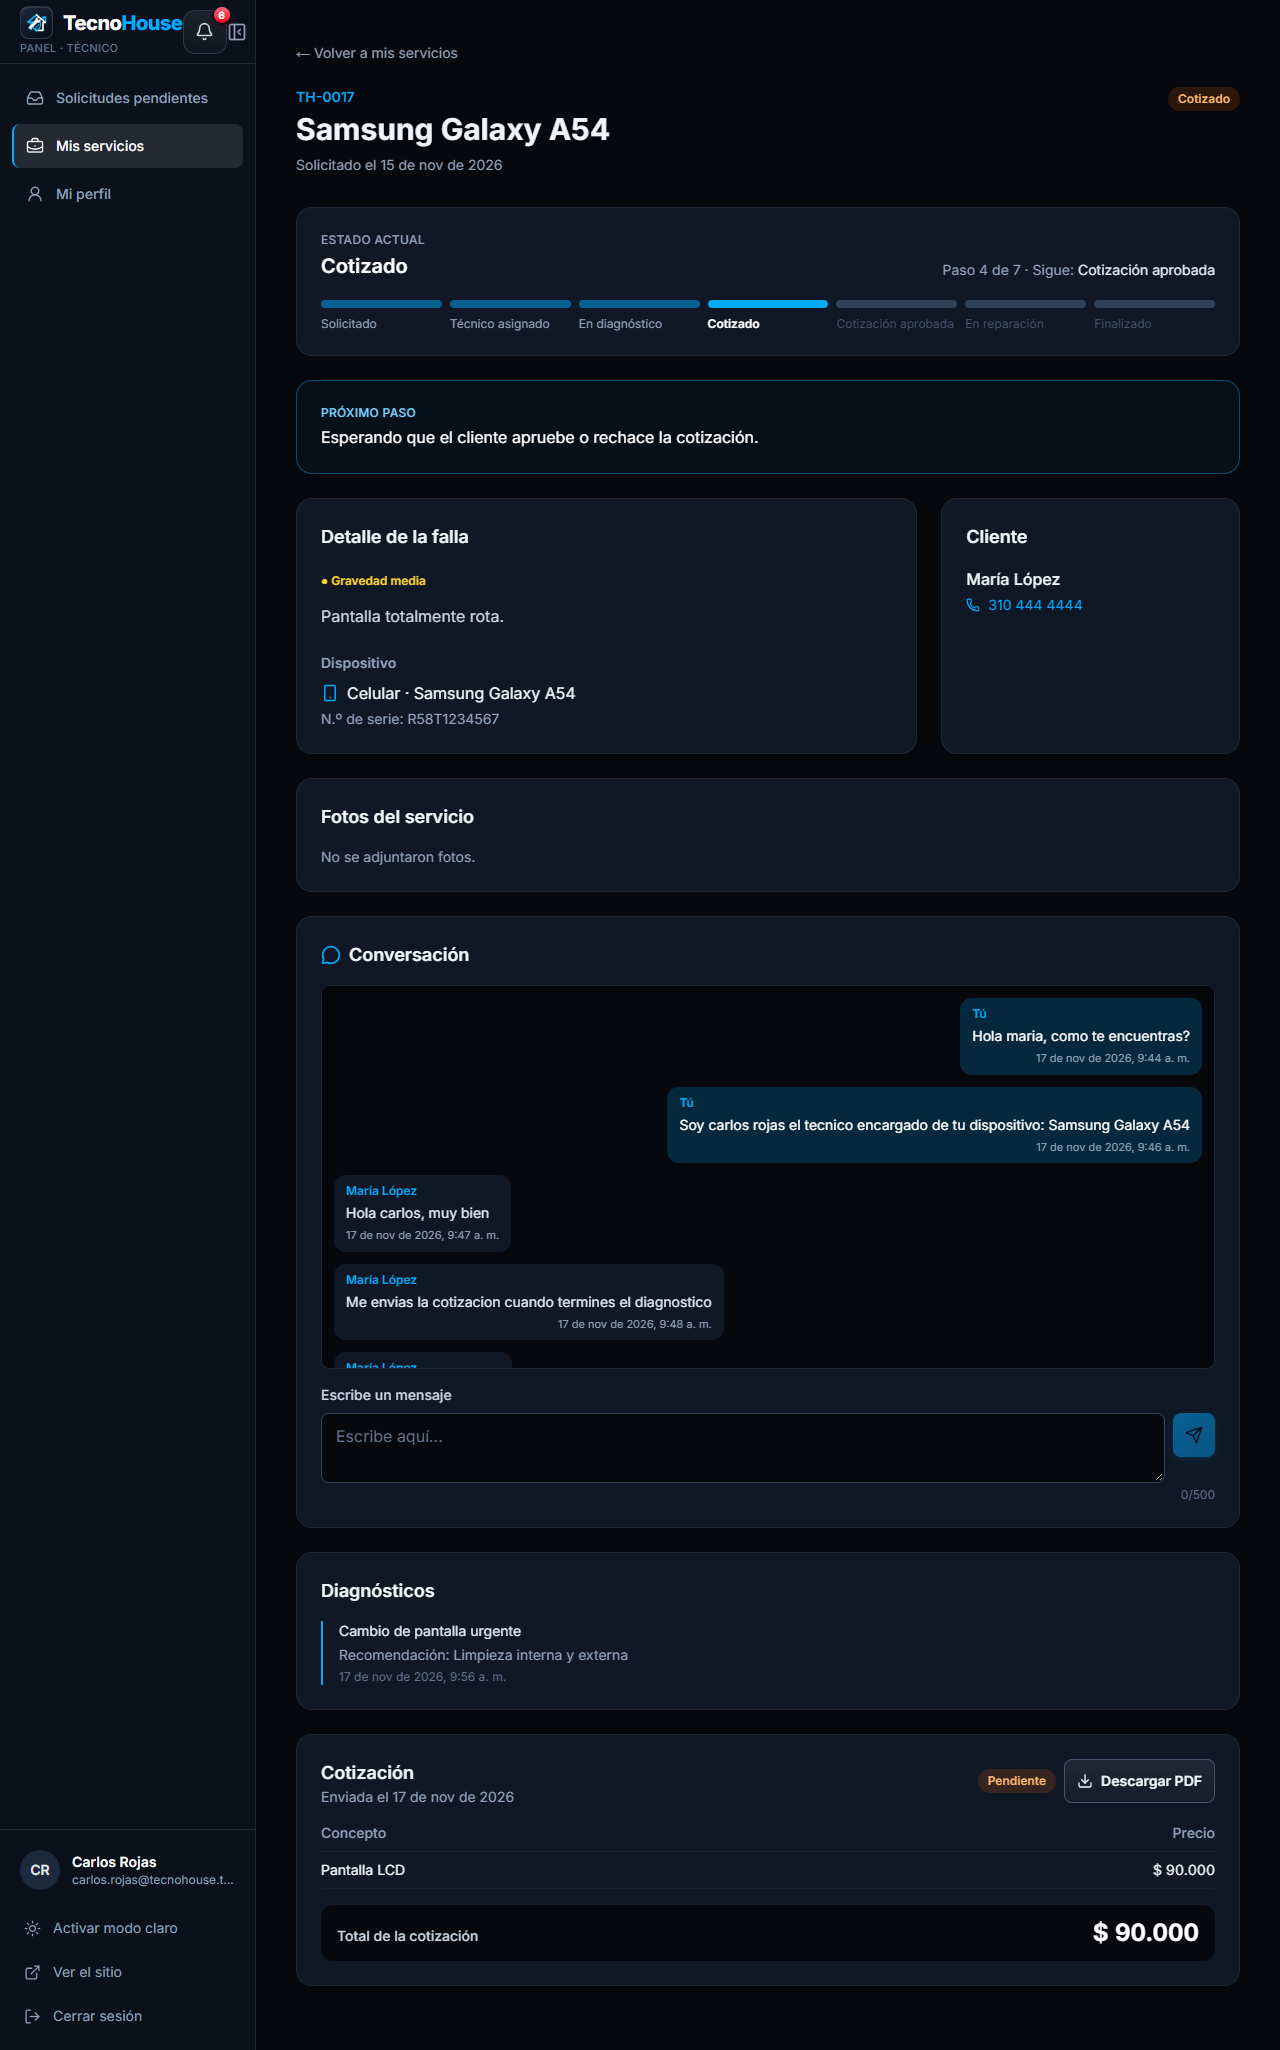 TecnoHouse
6
PANEL · TÉCNICO
Solicitudes pendientes
Mis servicios
Mi perfil
← Volver a mis servicios
TH-0017
Cotizado
Samsung Galaxy A54
Solicitado el 15 de nov de 2026
ESTADO ACTUAL
Cotizado
Paso 4 de 7 · Sigue: Cotización aprobada
Solicitado
Técnico asignado
En diagnóstico
Cotizado
Cotización aprobada
En reparación
Finalizado
PRÓXIMO PASO
Esperando que el cliente apruebe o rechace la cotización.
Detalle de la falla
● Gravedad media
Pantalla totalmente rota.
Dispositivo
Celular · Samsung Galaxy A54
N.º de serie: R58T1234567
Cliente
María López
310 444 4444
Fotos del servicio
No se adjuntaron fotos.
Conversación
Tú
Hola maria, como te encuentras?
17 de nov de 2026, 9:44 a. m.
Tú
Soy carlos rojas el tecnico encargado de tu dispositivo: Samsung Galaxy A54
17 de nov de 2026, 9:46 a. m.
María López
Hola carlos, muy bien
17 de nov de 2026, 9:47 a. m.
María López
Me envias la cotizacion cuando termines el diagnostico
17 de nov de 2026, 9:48 a. m.
María López
Escribe un mensaje
Escribe aquí...
0/500
Diagnósticos
Cambio de pantalla urgente
Recomendación: Limpieza interna y externa
17 de nov de 2026, 9:56 a. m.
Cotización
Enviada el 17 de nov de 2026
Pendiente
Descargar PDF
Concepto
Precio
Pantalla LCD
$ 90.000
Total de la cotización
$ 90.000
CR
Carlos Rojas
carlos.rojas@tecnohouse.t...
Activar modo claro
Ver el sitio
Cerrar sesión